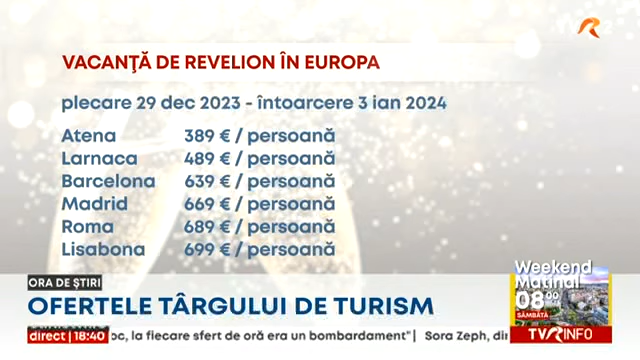 VACANŢĂ DE REVELION ÎN EUROPA
plecare 29 dec 2023 - întoarcere 3 ian 2024
Atena 389 € / persoană
Larnaca 489 € / persoană
Barcelona 639 € / persoană
Madrid 669 € / persoană
Roma 689 € / persoană
Lisabona 699 € / persoană
ORA DE ȘTIRI
OFERTELE TÂRGULUI DE TURISM
Weekend
Matinal
08 00
SÂMBĂTĂ
direct | 18:40 oc, la fiecare sfert de oră era un bombardament" | Sora Zeph, din
TVR INFO